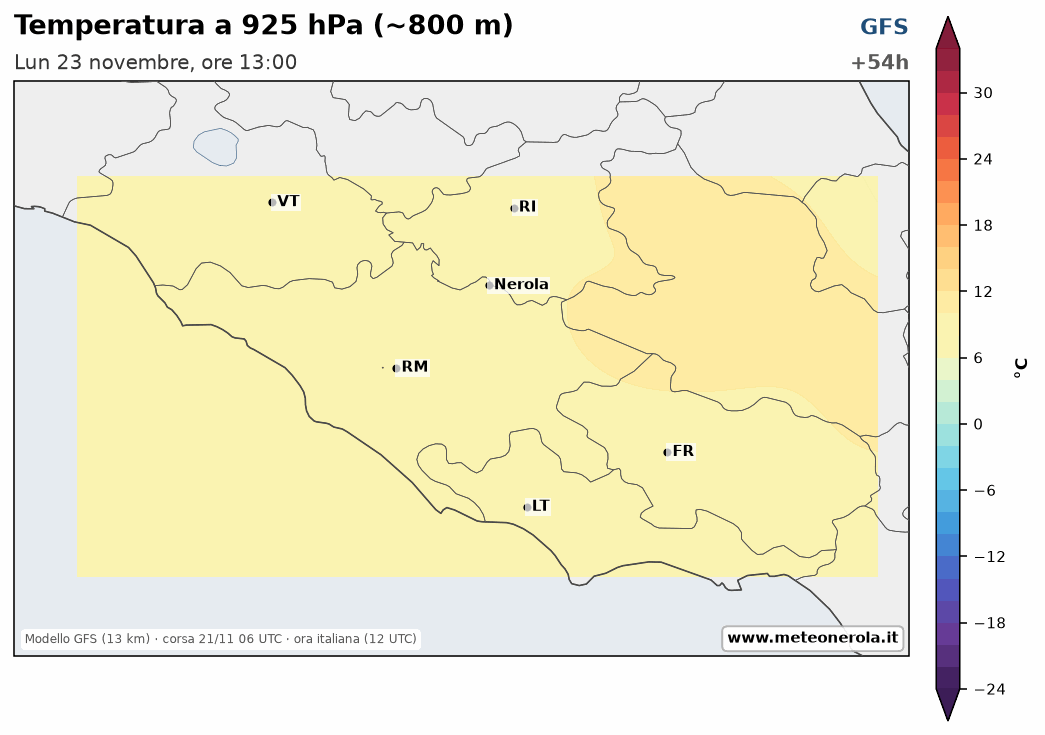 Temperatura a 925 hPa (~800 m)
GFS
Lun 23 novembre, ore 13:00
+54h
30
24
18
12
6
0
−6
−12
−18
−24
°C
VT
RI
Nerola
RM
FR
LT
Modello GFS (13 km) · corsa 21/11 06 UTC · ora italiana (12 UTC)
www.meteonerola.it